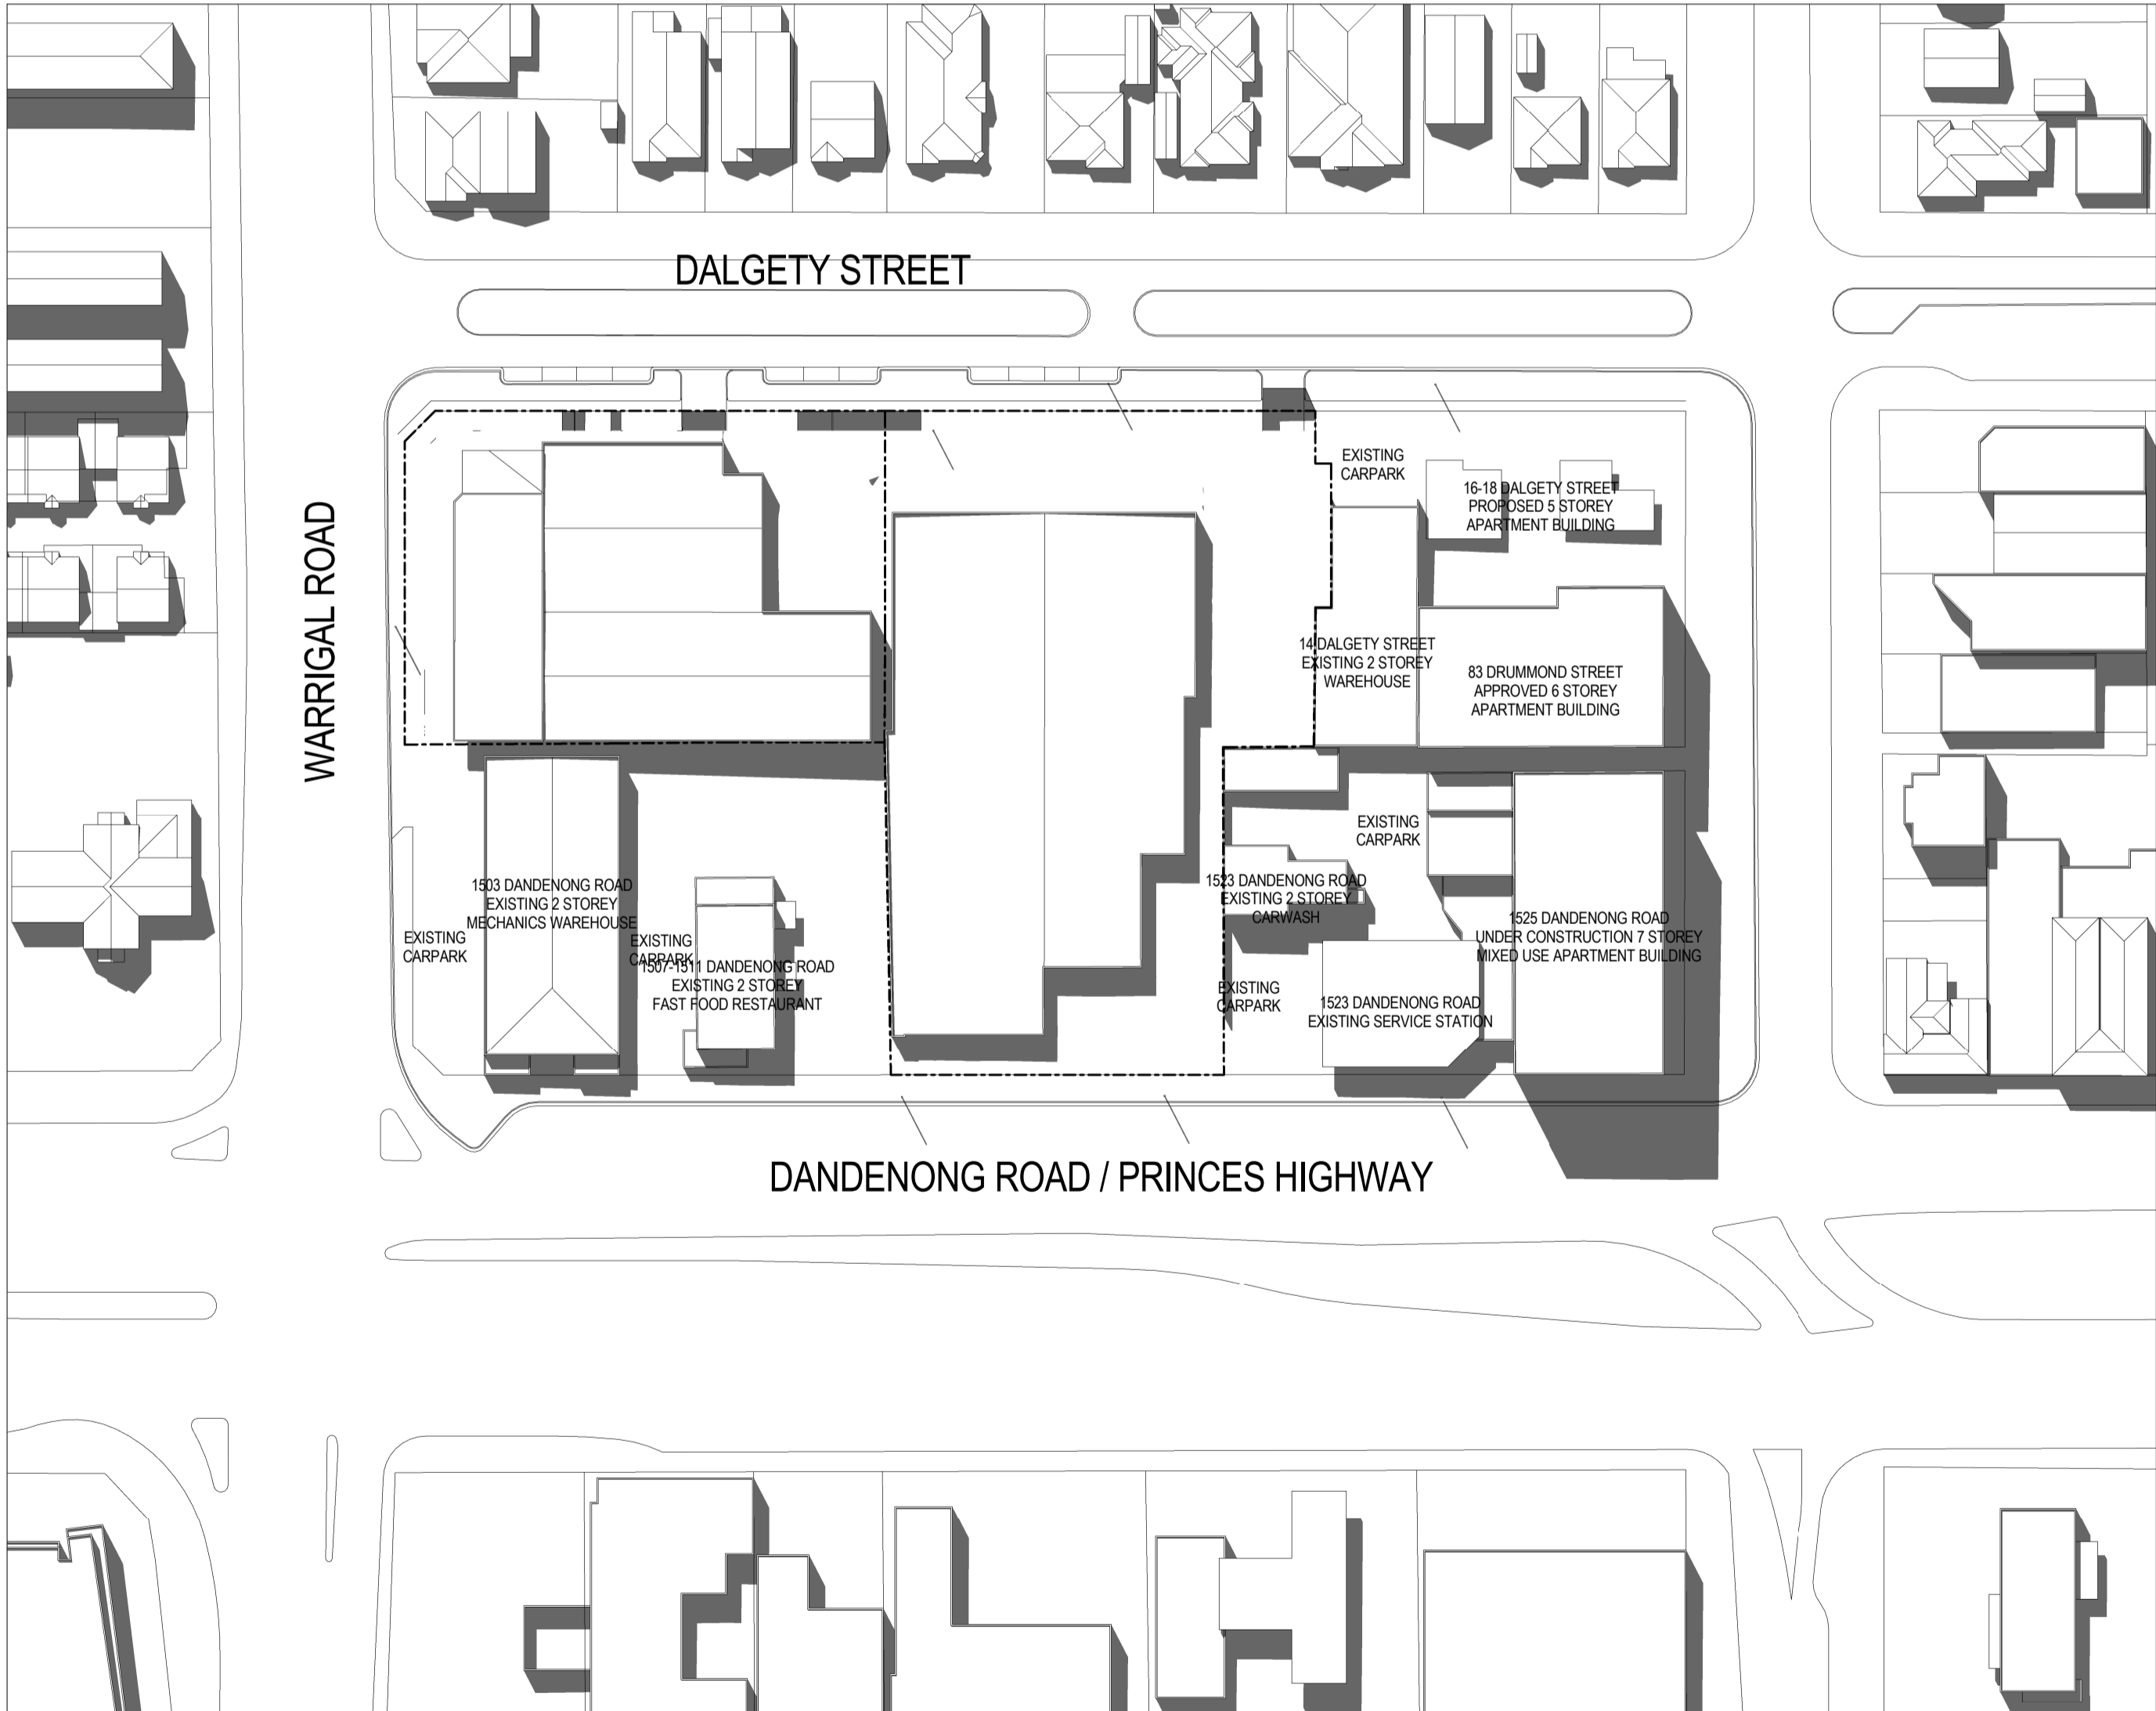 DALGETY STREET
WARRIGAL ROAD
EXISTING
CARPARK
16-18 DALGETY STREET
PROPOSED 5 STOREY
APARTMENT BUILDING
14 DALGETY STREET
EXISTING 2 STOREY
WAREHOUSE
83 DRUMMOND STREET
APPROVED 6 STOREY
APARTMENT BUILDING
EXISTING
CARPARK
1503 DANDENONG ROAD
EXISTING 2 STOREY
MECHANICS WAREHOUSE
EXISTING
CARPARK
EXISTING
CARPARK
1507-1511 DANDENONG ROAD
EXISTING 2 STOREY
FAST FOOD RESTAURANT
1523 DANDENONG ROAD
EXISTING 2 STOREY
CARWASH
EXISTING
CARPARK
1523 DANDENONG ROAD
EXISTING SERVICE STATION
1525 DANDENONG ROAD
UNDER CONSTRUCTION 7 STOREY
MIXED USE APARTMENT BUILDING
DANDENONG ROAD / PRINCES HIGHWAY